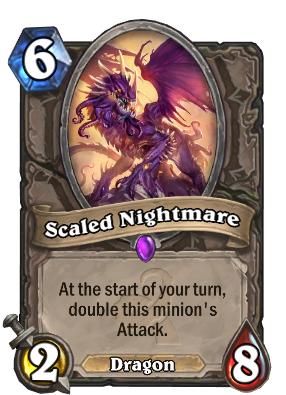 6
Scaled Nightmare
At the start of your turn,
double this minion's
Attack.
2
Dragon
8